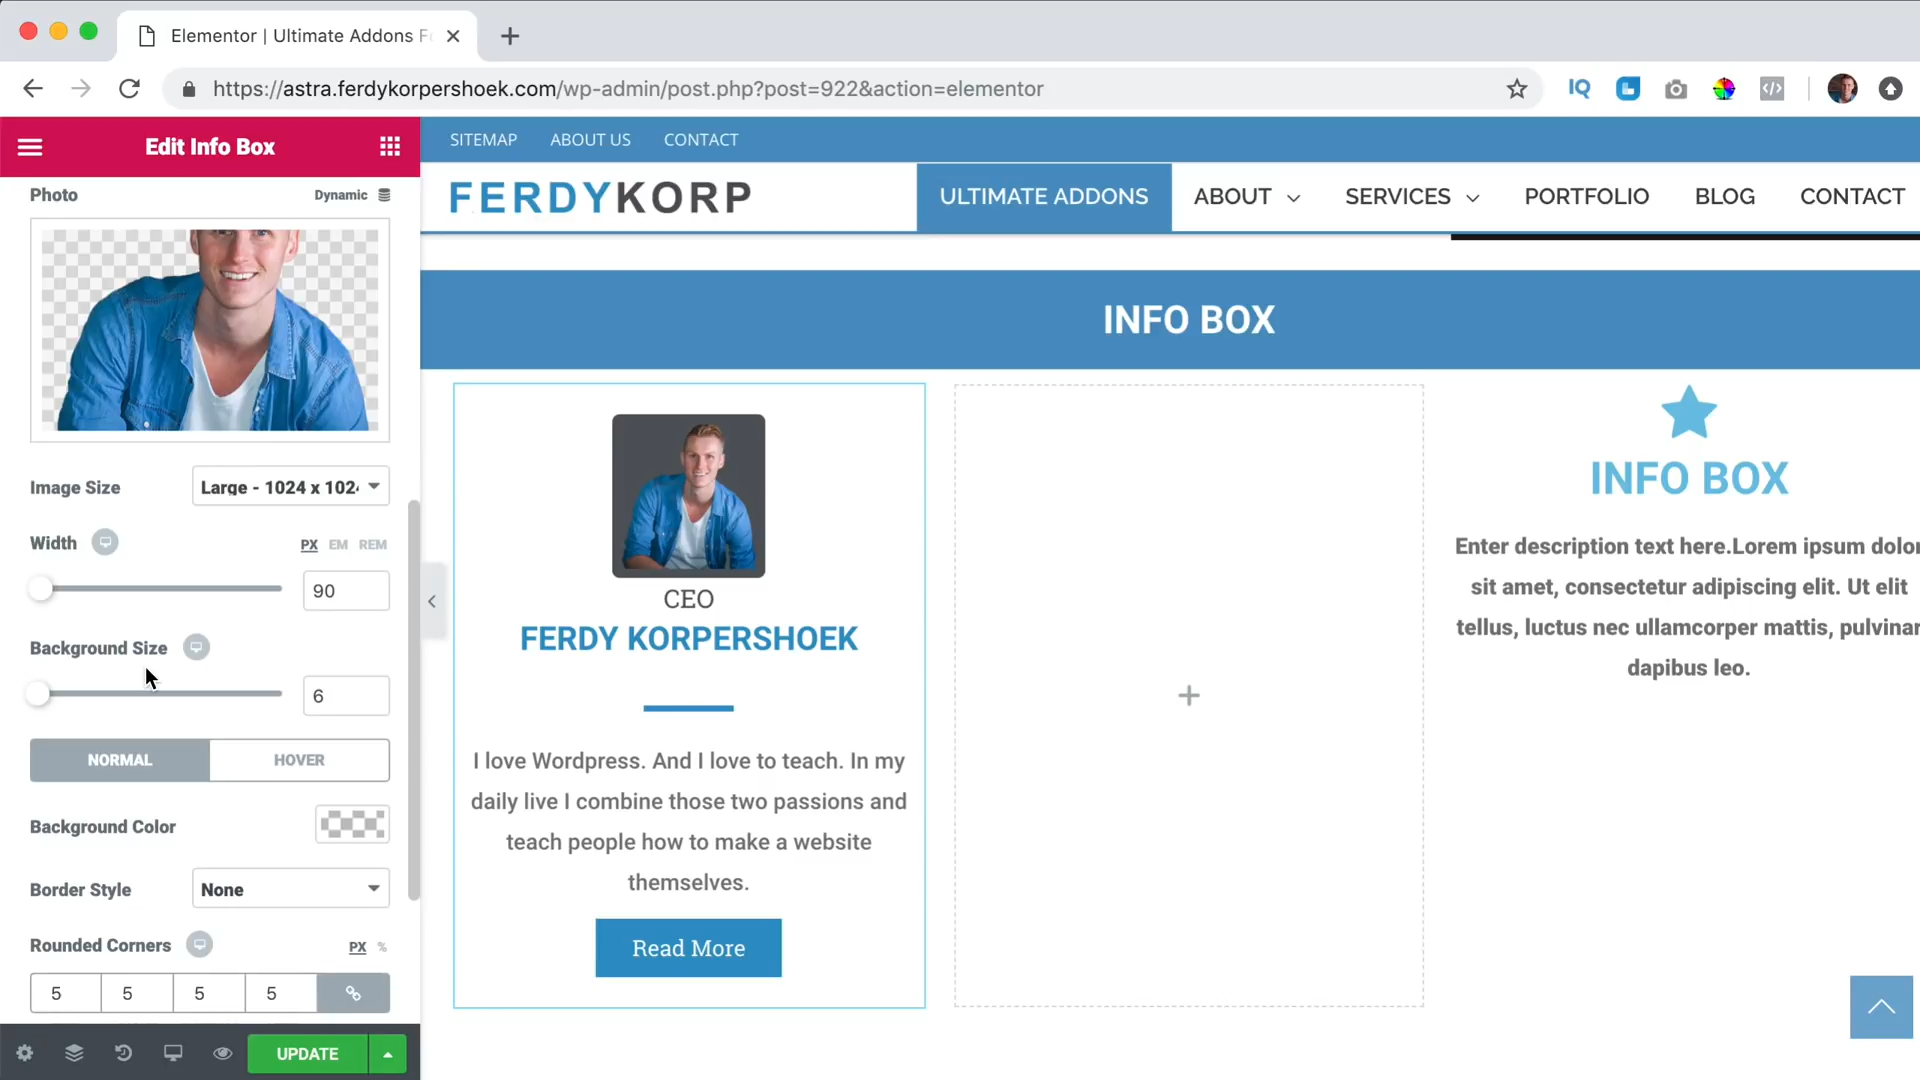 Elementor | Ultimate Addons F
https://astra.ferdykorpershoek.com/wp-admin/post.php?post=922&action=elementor
IQ
Edit Info Box
SITEMAP ABOUT US CONTACT
FERDYKORP
ULTIMATE ADDONS ABOUT SERVICES PORTFOLIO BLOG CONTACT
Photo Dynamic
Image Size Large - 1024 x 102
Width PX EM REM
90
Background Size
6
NORMAL HOVER
Background Color
Border Style None
Rounded Corners PX %
5 5 5 5
UPDATE
INFO BOX
CEO
FERDY KORPERSHOEK
I love Wordpress. And I love to teach. In my
daily live I combine those two passions and
teach people how to make a website
themselves.
Read More
INFO BOX
Enter description text here.Lorem ipsum dolor
sit amet, consectetur adipiscing elit. Ut elit
tellus, luctus nec ullamcorper mattis, pulvinar
dapibus leo.